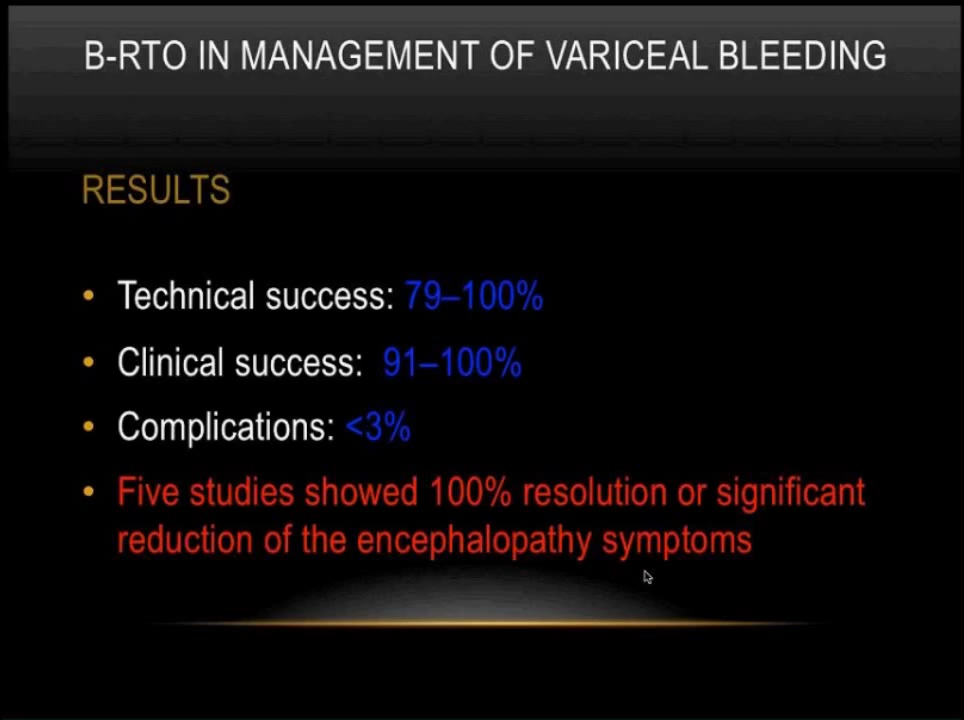 B-RTO IN MANAGEMENT OF VARICEAL BLEEDING
RESULTS
• Technical success: 79–100%
• Clinical success: 91–100%
• Complications: <3%
• Five studies showed 100% resolution or significant
reduction of the encephalopathy symptoms